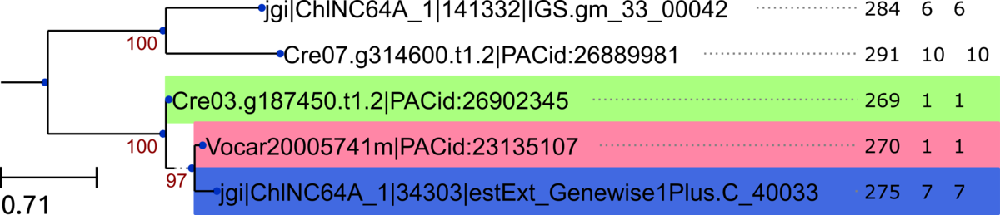 jgi|ChlNC64A_1|141332|IGS.gm_33_00042 284 6 6
100
Cre07.g314600.t1.2|PACid:26889981 291 10 10
Cre03.g187450.t1.2|PACid:26902345 269 1 1
100
Vocar20005741m|PACid:23135107 270 1 1
97
jgi|ChlNC64A_1|34303|estExt_Genewise1Plus.C_40033 275 7 7
0.71